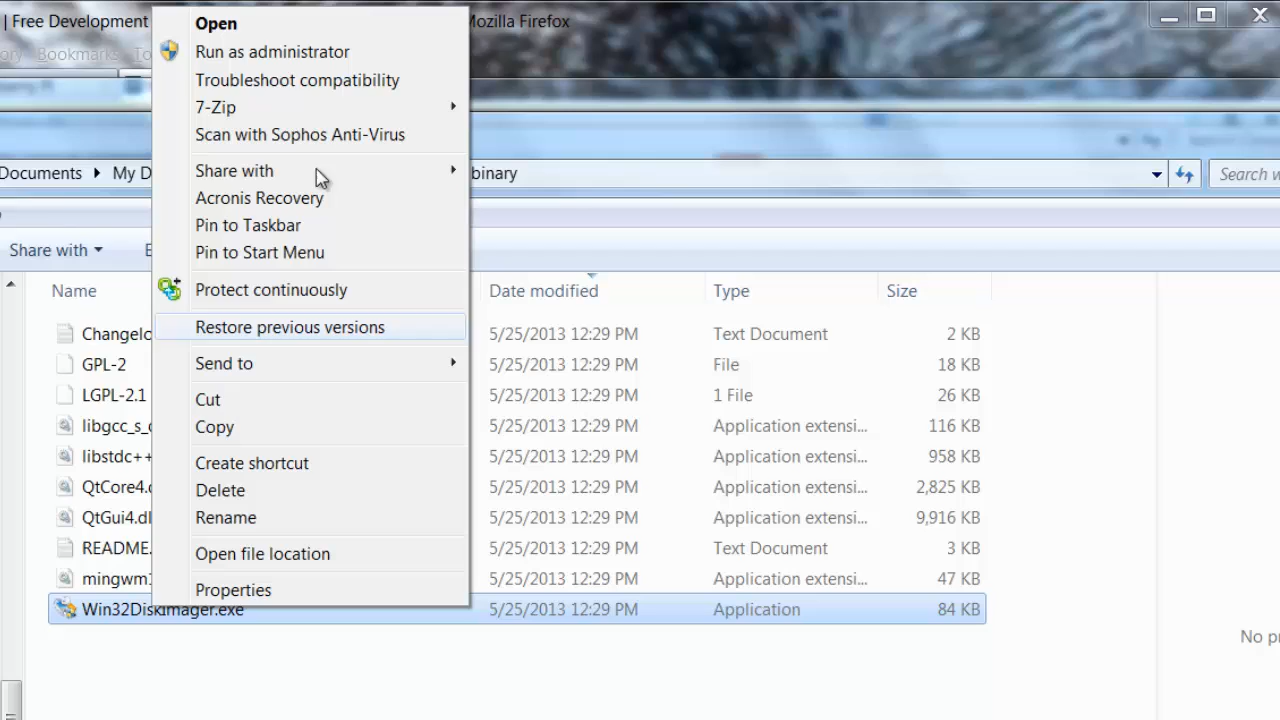 | Free Development
Mozilla Firefox
ory Bookmarks To
Documents My D
binary
Search w
Share with
Open
Run as administrator
Troubleshoot compatibility
7-Zip
Scan with Sophos Anti-Virus
Share with
Acronis Recovery
Pin to Taskbar
Pin to Start Menu
Protect continuously
Restore previous versions
Send to
Cut
Copy
Create shortcut
Delete
Rename
Open file location
Properties
Name Date modified Type Size
Changelo 5/25/2013 12:29 PM Text Document 2 KB
GPL-2 5/25/2013 12:29 PM File 18 KB
LGPL-2.1 5/25/2013 12:29 PM 1 File 26 KB
libgcc_s_d 5/25/2013 12:29 PM Application extensi... 116 KB
libstdc++ 5/25/2013 12:29 PM Application extensi... 958 KB
QtCore4.d 5/25/2013 12:29 PM Application extensi... 2,825 KB
QtGui4.dl 5/25/2013 12:29 PM Application extensi... 9,916 KB
README. 5/25/2013 12:29 PM Text Document 3 KB
mingwm1 5/25/2013 12:29 PM Application extensi... 47 KB
Win32DiskImager.exe 5/25/2013 12:29 PM Application 84 KB
No pr